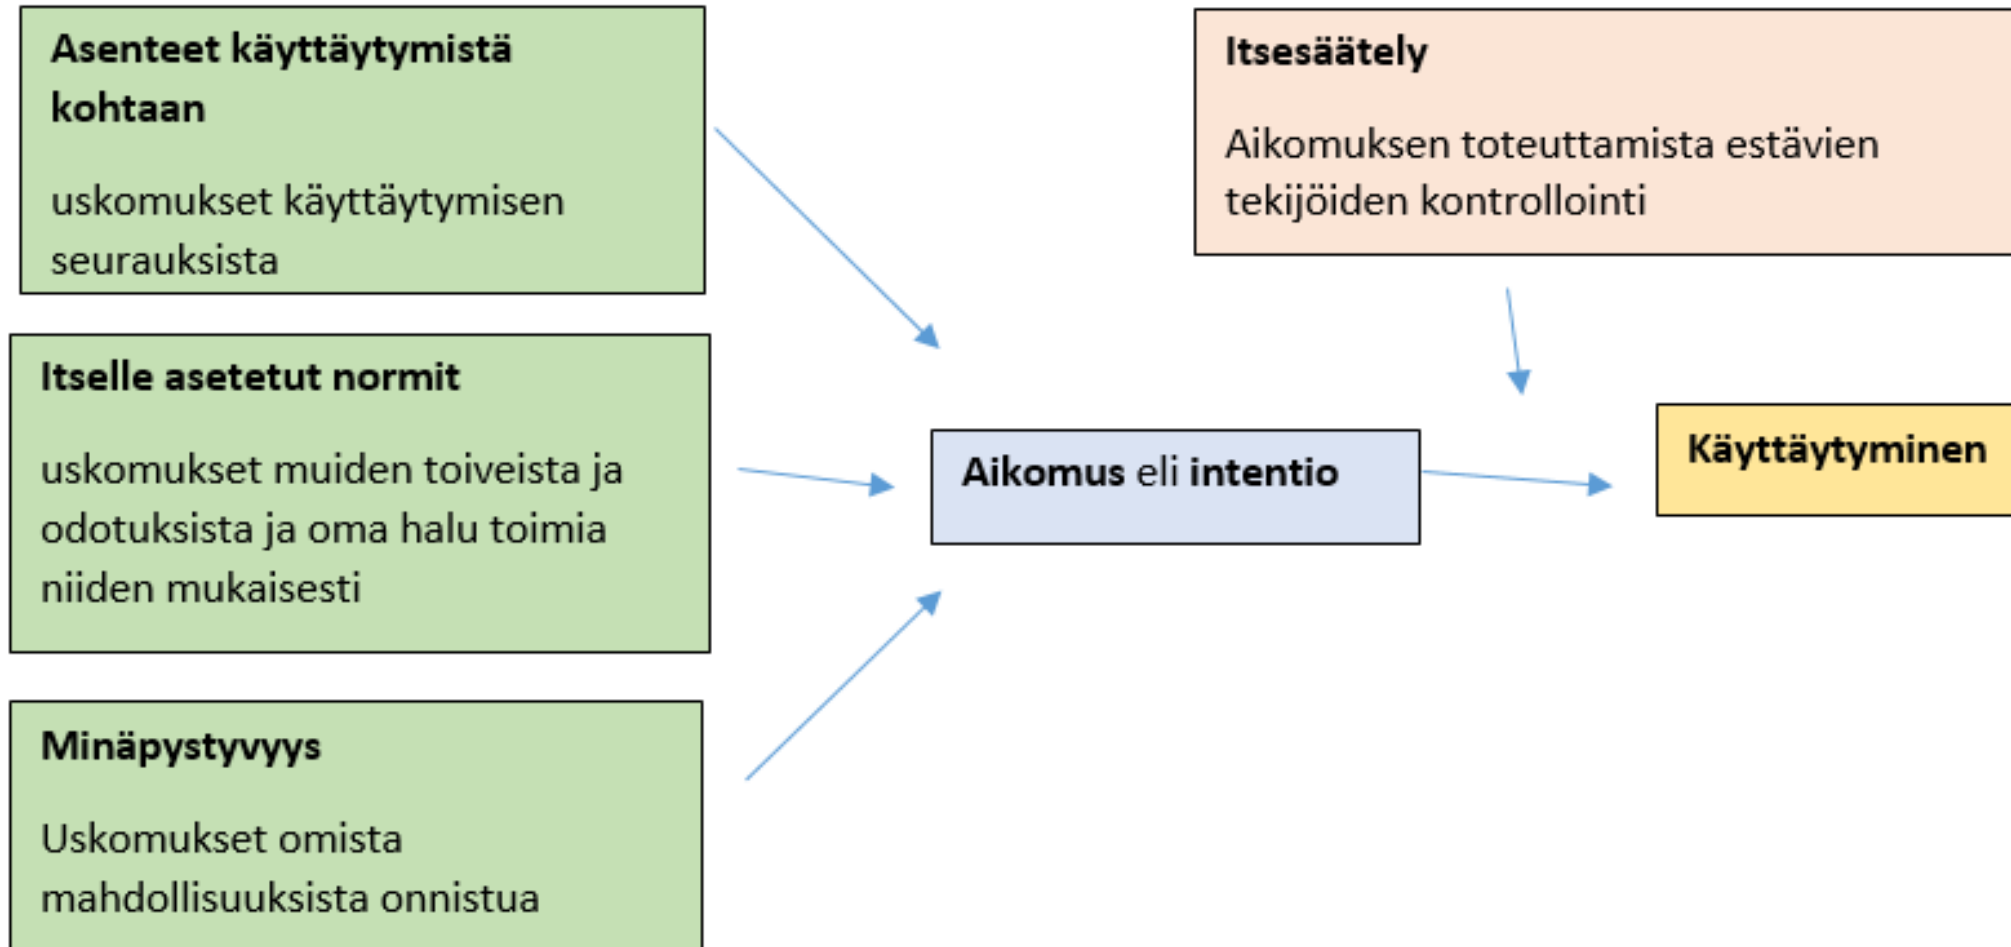 Asenteet käyttäytymistä
kohtaan
uskomukset käyttäytymisen
seurauksista
Itselle asetetut normit
uskomukset muiden toiveista ja
odotuksista ja oma halu toimia
niiden mukaisesti
Minäpystyvyys
Uskomukset omista
mahdollisuuksista onnistua
Aikomus eli intentio
Itsesäätely
Aikomuksen toteuttamista estävien
tekijöiden kontrollointi
Käyttäytyminen